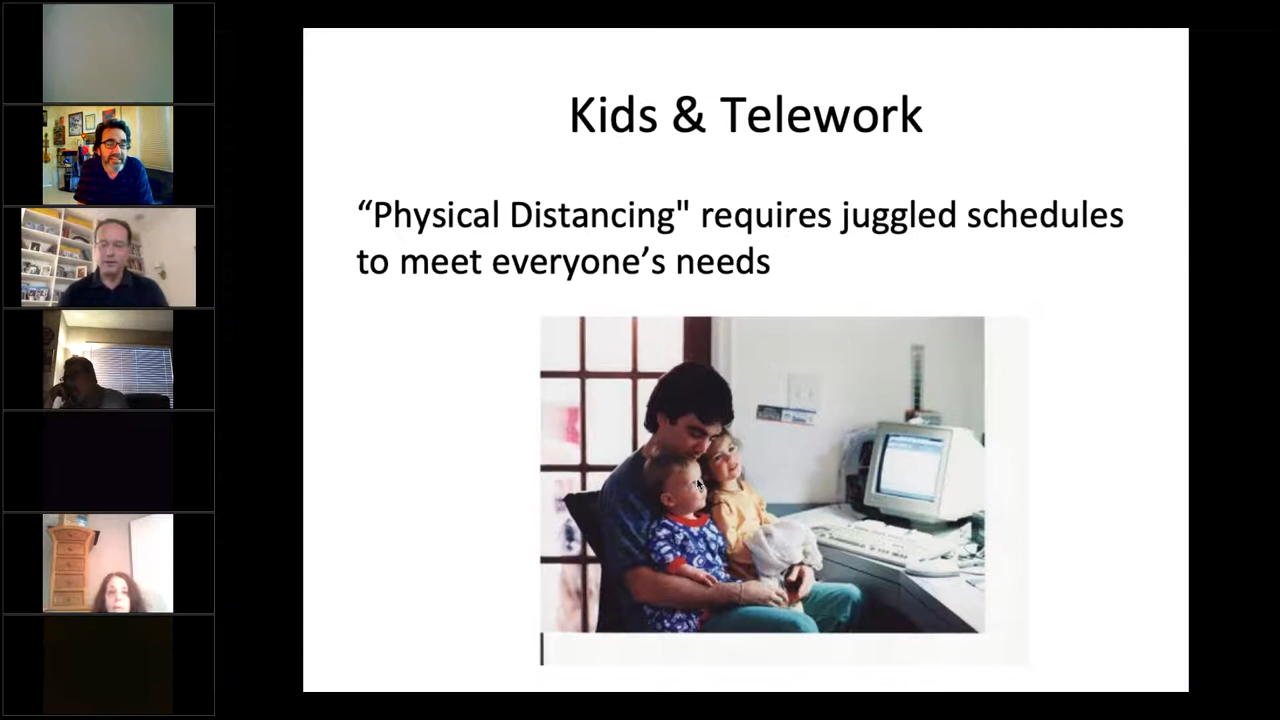 Kids & Telework
“Physical Distancing" requires juggled schedules
to meet everyone’s needs